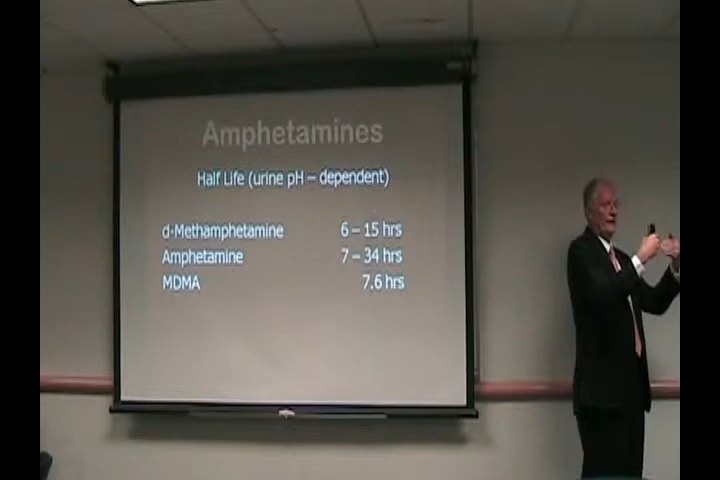 Amphetamines
Half Life (urine pH – dependent)
d-Methamphetamine 6 – 15 hrs
Amphetamine 7 – 34 hrs
MDMA 7.6 hrs